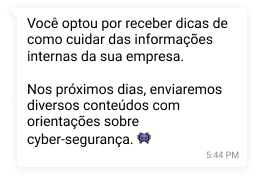 Você optou por receber dicas de
como cuidar das informações
internas da sua empresa.
Nos próximos dias, enviaremos
diversos conteúdos com
orientações sobre
cyber-segurança. 👾
5:44 PM